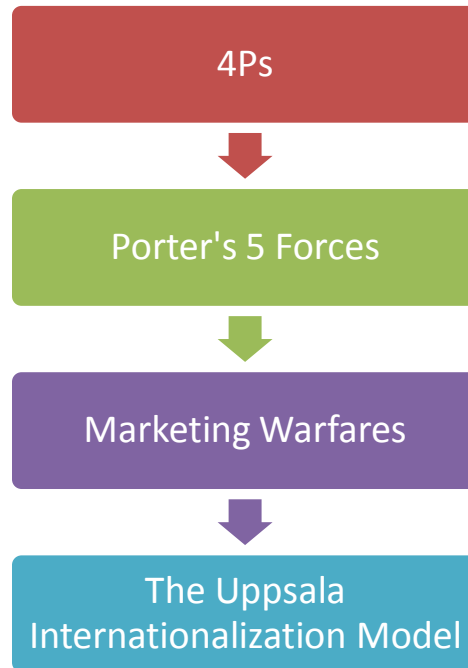 4Ps
Porter's 5 Forces
Marketing Warfares
The Uppsala
Internationalization Model